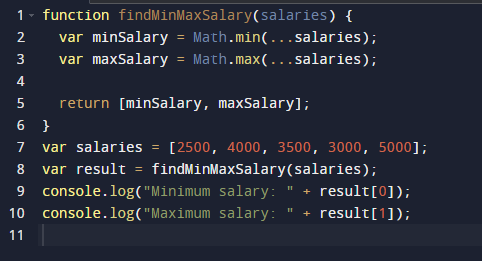 1 function findMinMaxSalary(salaries) {
2   var minSalary = Math.min(...salaries);
3   var maxSalary = Math.max(...salaries);
4
5   return [minSalary, maxSalary];
6 }
7 var salaries = [2500, 4000, 3500, 3000, 5000];
8 var result = findMinMaxSalary(salaries);
9 console.log("Minimum salary: " + result[0]);
10 console.log("Maximum salary: " + result[1]);
11